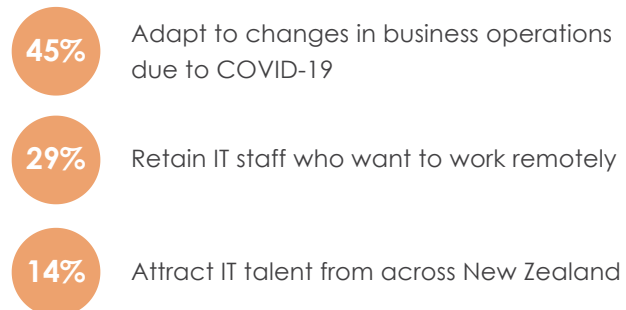 45%
Adapt to changes in business operations
due to COVID-19
29%
Retain IT staff who want to work remotely
14%
Attract IT talent from across New Zealand